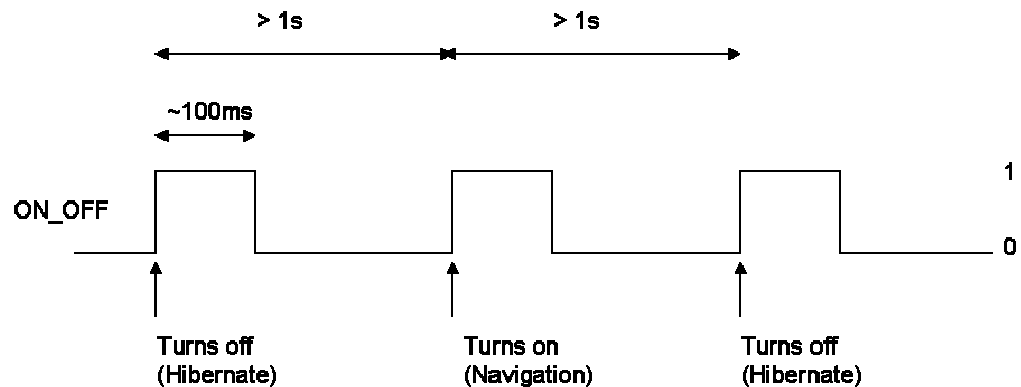 > 1s
> 1s
~100ms
1
ON_OFF
0
Turns off
(Hibernate)
Turns on
(Navigation)
Turns off
(Hibernate)